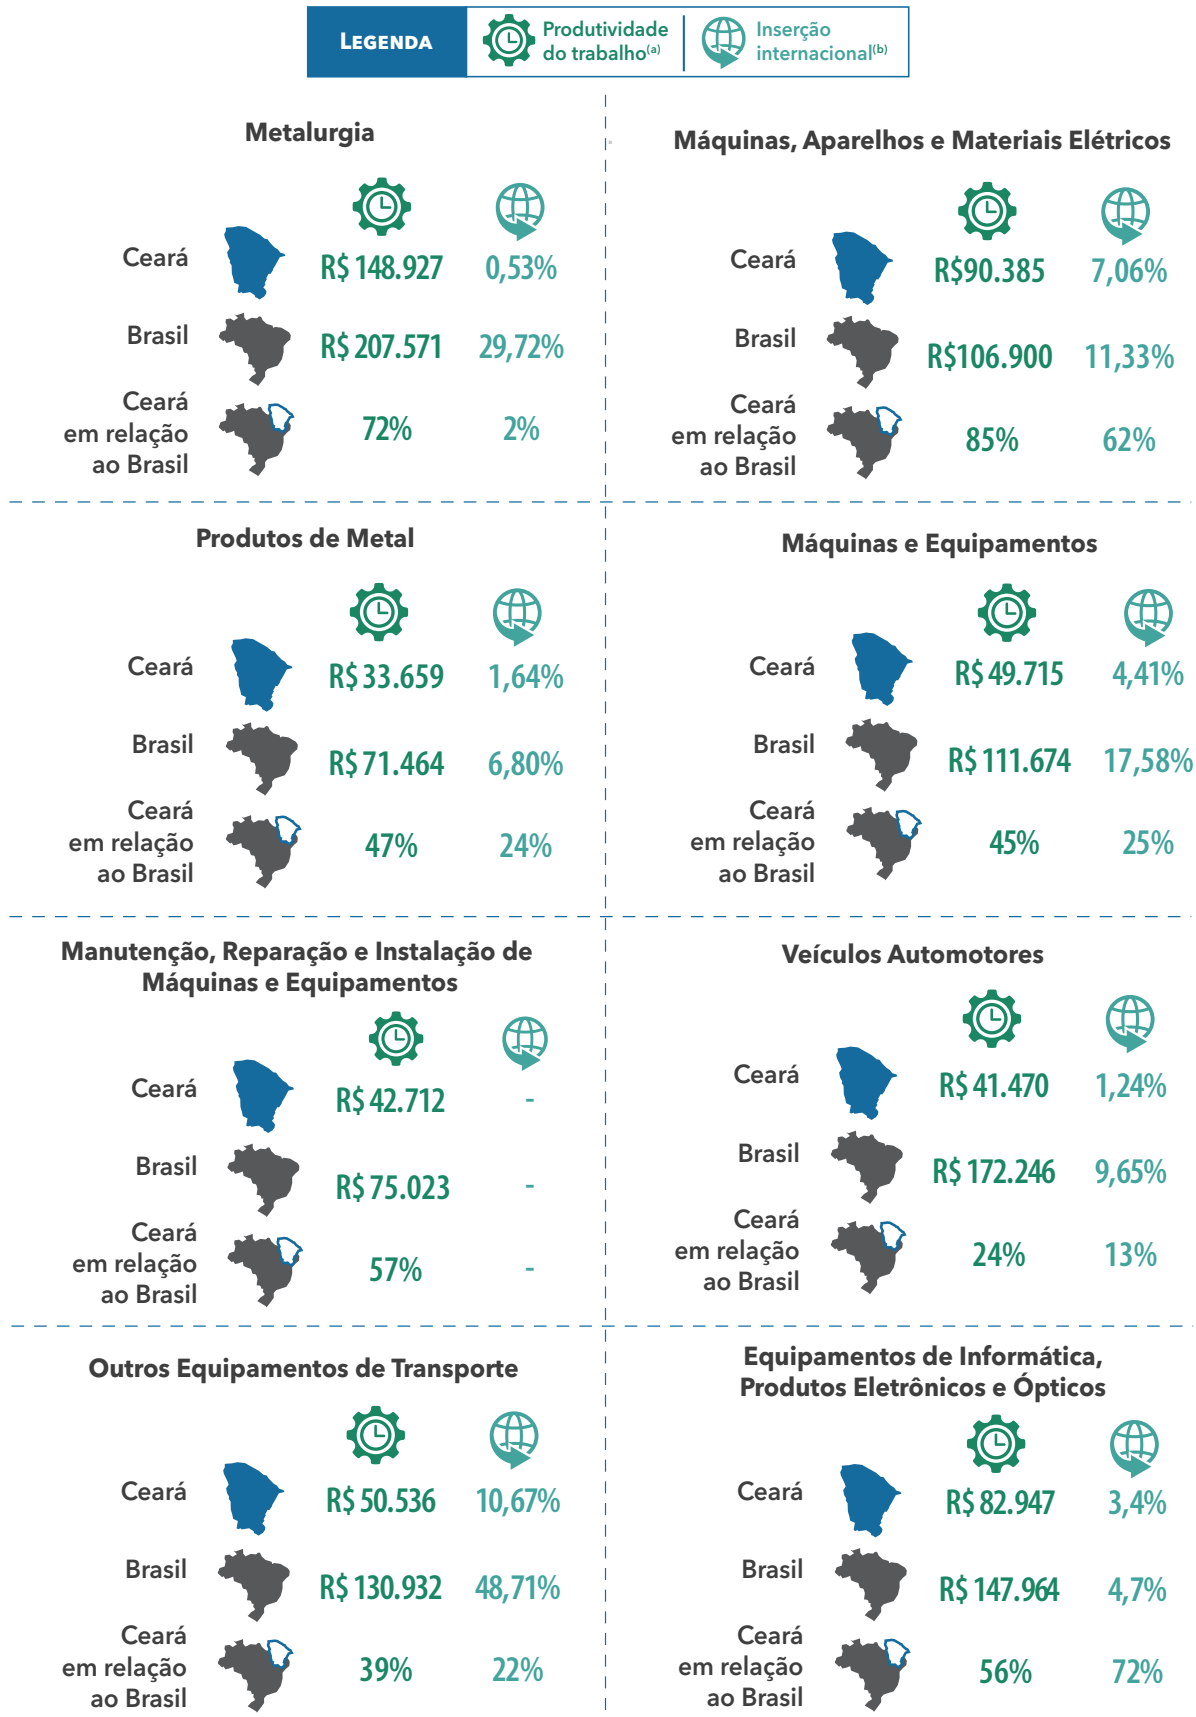 LEGENDA
Produtividade
do trabalho(a)
Inserção
internacional(b)
Metalurgia
Ceará
R$ 148.927
0,53%
Brasil
R$ 207.571
29,72%
Ceará
em relação
ao Brasil
72%
2%
Máquinas, Aparelhos e Materiais Elétricos
Ceará
R$90.385
7,06%
Brasil
R$106.900
11,33%
Ceará
em relação
ao Brasil
85%
62%
Produtos de Metal
Ceará
R$ 33.659
1,64%
Brasil
R$ 71.464
6,80%
Ceará
em relação
ao Brasil
47%
24%
Máquinas e Equipamentos
Ceará
R$ 49.715
4,41%
Brasil
R$ 111.674
17,58%
Ceará
em relação
ao Brasil
45%
25%
Manutenção, Reparação e Instalação de
Máquinas e Equipamentos
Ceará
R$ 42.712
-
Brasil
R$ 75.023
-
Ceará
em relação
ao Brasil
57%
-
Veículos Automotores
Ceará
R$ 41.470
1,24%
Brasil
R$ 172.246
9,65%
Ceará
em relação
ao Brasil
24%
13%
Outros Equipamentos de Transporte
Ceará
R$ 50.536
10,67%
Brasil
R$ 130.932
48,71%
Ceará
em relação
ao Brasil
39%
22%
Equipamentos de Informática,
Produtos Eletrônicos e Ópticos
Ceará
R$ 82.947
3,4%
Brasil
R$ 147.964
4,7%
Ceará
em relação
ao Brasil
56%
72%